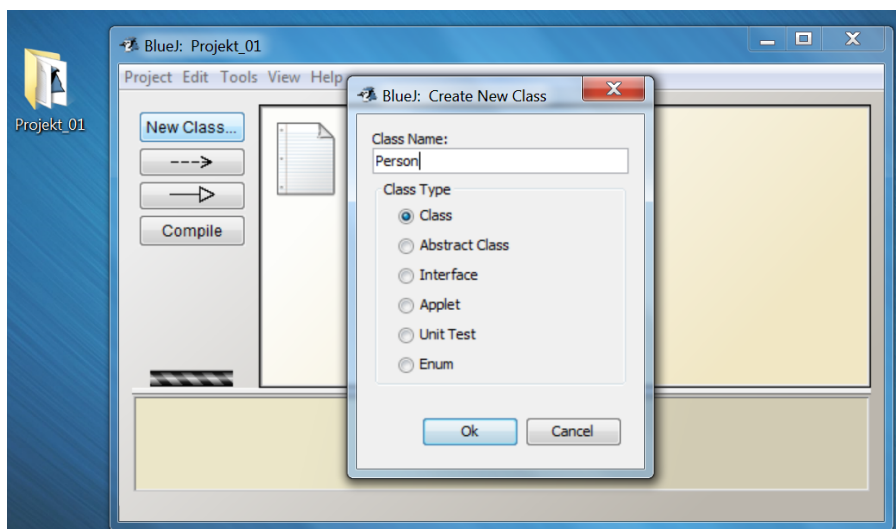 BlueJ: Projekt_01
Project Edit Tools View Help
Projekt_01
New Class...
Compile
BlueJ: Create New Class
Class Name:
Person
Class Type
Class
Abstract Class
Interface
Applet
Unit Test
Enum
Ok Cancel